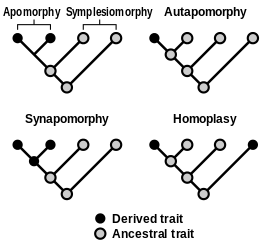 Apomorphy Symplesiomorphy
Autapomorphy
Synapomorphy
Homoplasy
Derived trait
Ancestral trait